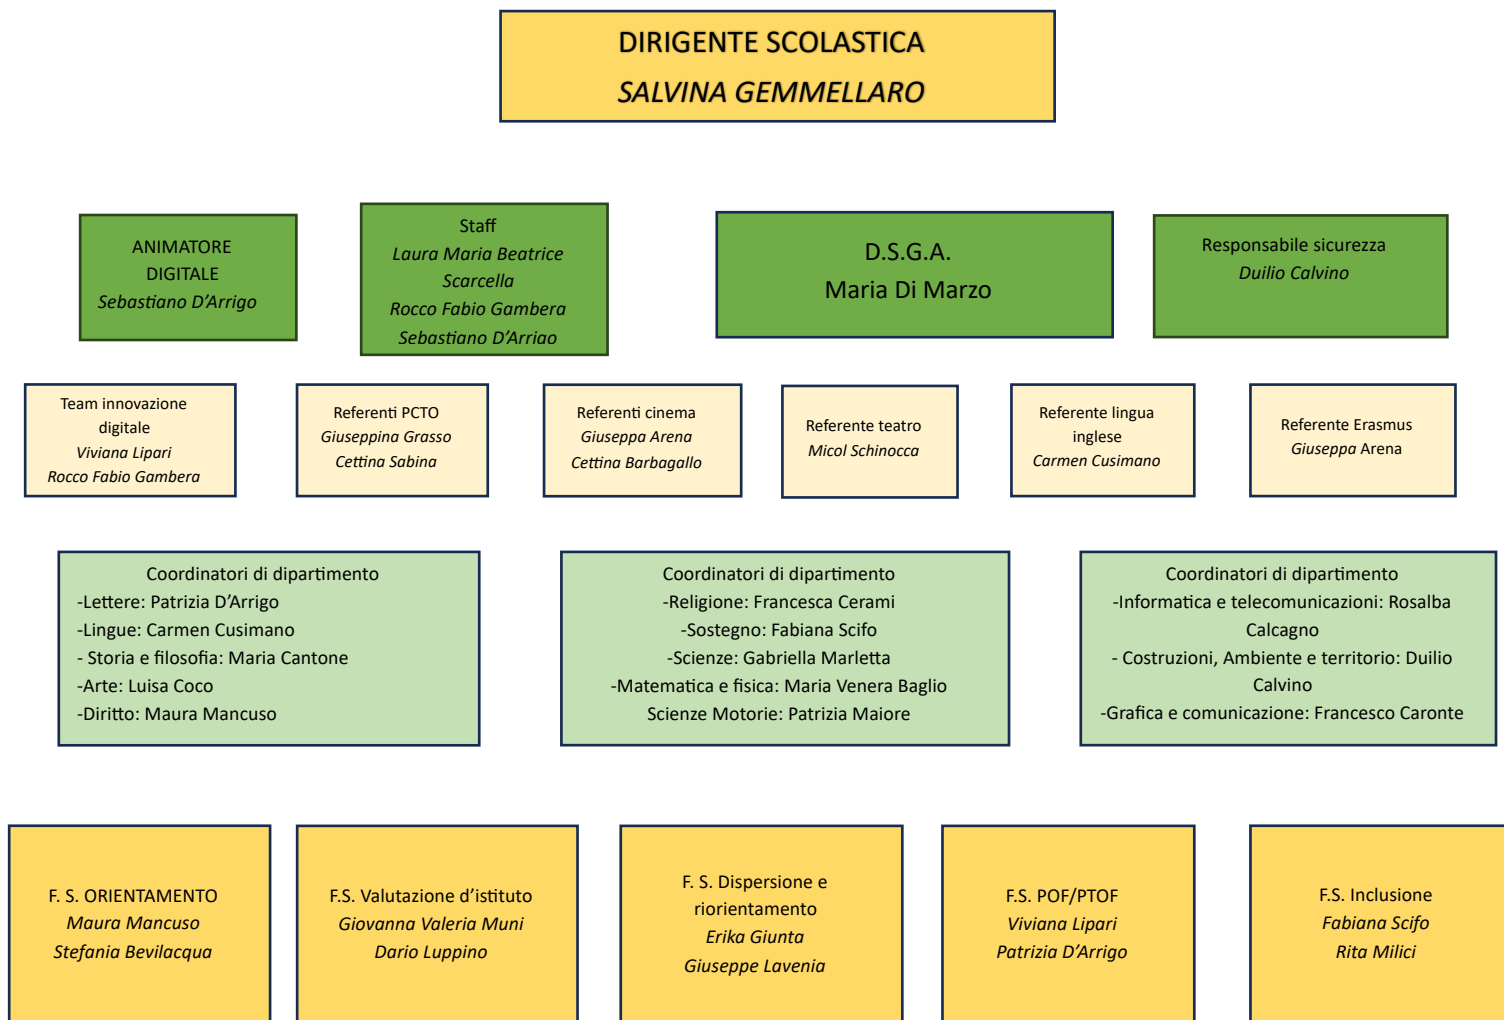 DIRIGENTE SCOLASTICA
SALVINA GEMMELLARO
ANIMATORE
DIGITALE
Sebastiano D'Arrigo
Staff
Laura Maria Beatrice
Scarcella
Rocco Fabio Gambera
Sebastiano D'Arrigo
D.S.G.A.
Maria Di Marzo
Responsabile sicurezza
Duilio Calvino
Team innovazione
digitale
Viviana Lipari
Rocco Fabio Gambera
Referenti PCTO
Giuseppina Grasso
Cettina Sabina
Referenti cinema
Giuseppa Arena
Cettina Barbagallo
Referente teatro
Micol Schinocca
Referente lingua
inglese
Carmen Cusimano
Referente Erasmus
Giuseppa Arena
Coordinatori di dipartimento
-Lettere: Patrizia D'Arrigo
-Lingue: Carmen Cusimano
- Storia e filosofia: Maria Cantone
-Arte: Luisa Coco
-Diritto: Maura Mancuso
Coordinatori di dipartimento
-Religione: Francesca Cerami
-Sostegno: Fabiana Scifo
-Scienze: Gabriella Marletta
-Matematica e fisica: Maria Venera Baglio
Scienze Motorie: Patrizia Maiore
Coordinatori di dipartimento
-Informatica e telecomunicazioni: Rosalba
Calcagno
- Costruzioni, Ambiente e territorio: Duilio
Calvino
-Grafica e comunicazione: Francesco Caronte
F. S. ORIENTAMENTO
Maura Mancuso
Stefania Bevilacqua
F.S. Valutazione d'istituto
Giovanna Valeria Muni
Dario Luppino
F. S. Dispersione e
riorientamento
Erika Giunta
Giuseppe Lavenia
F.S. POF/PTOF
Viviana Lipari
Patrizia D'Arrigo
F.S. Inclusione
Fabiana Scifo
Rita Milici